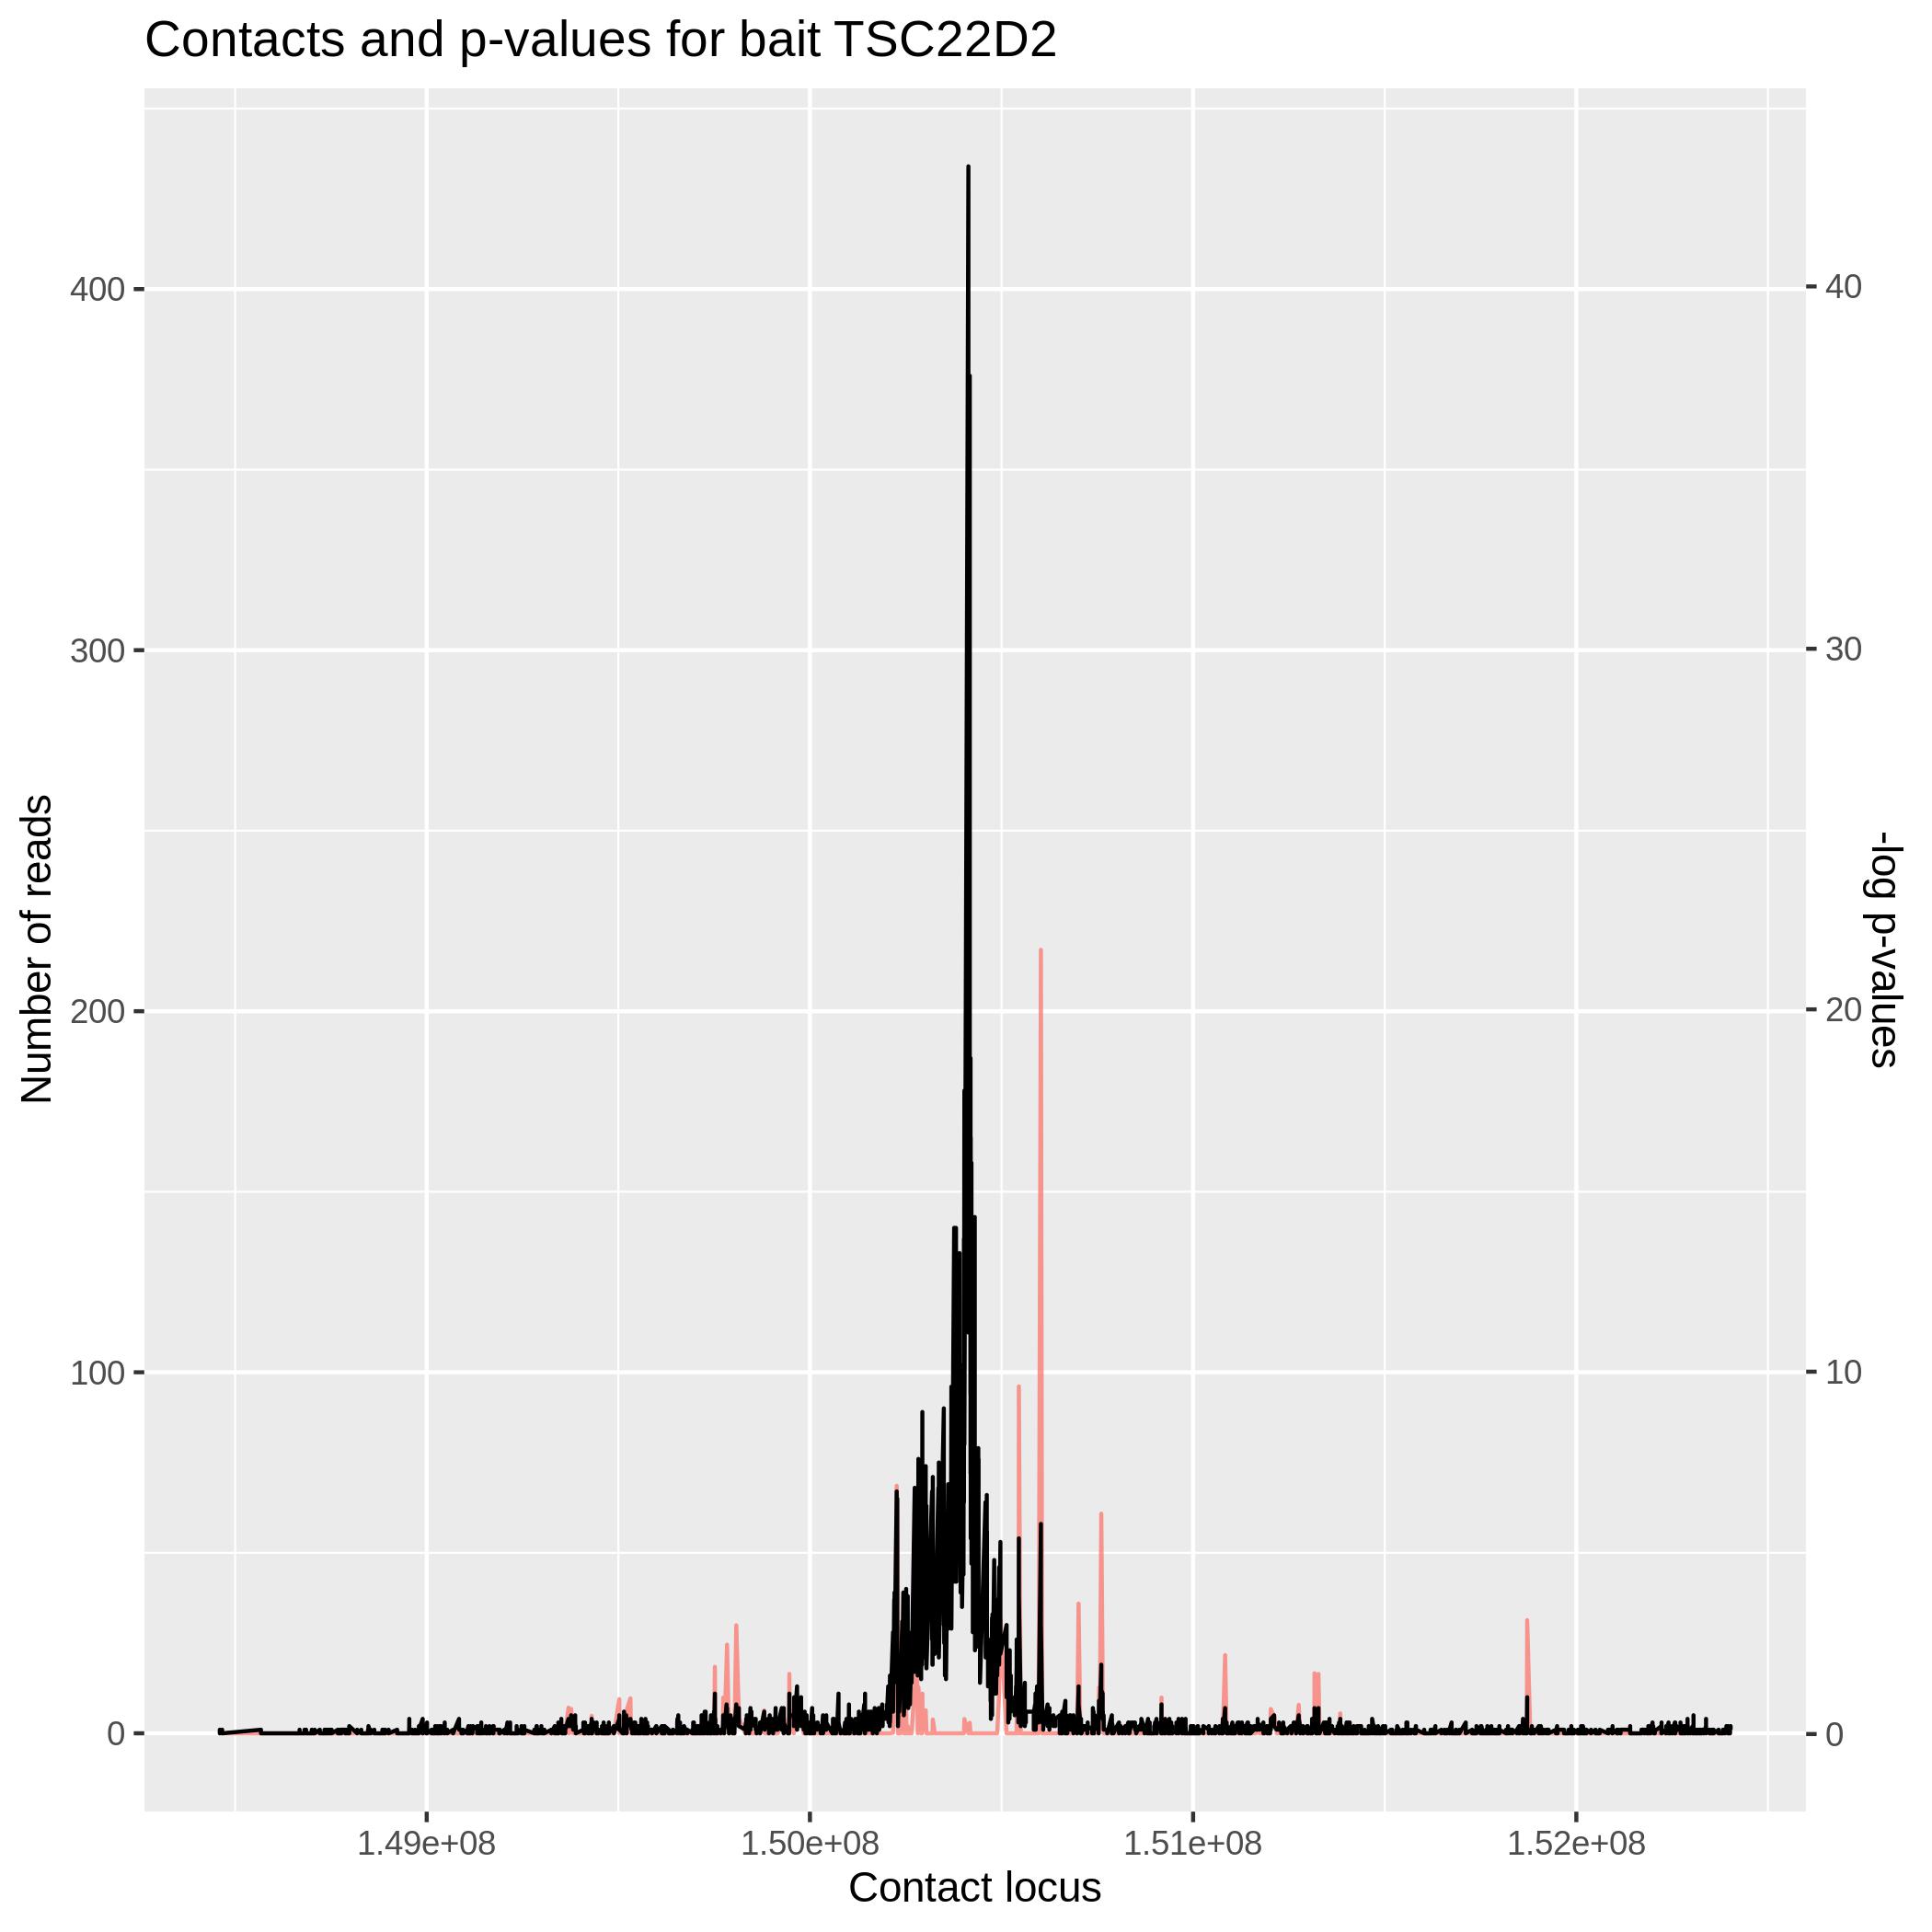 Contacts and p-values for bait TSC22D2
Number of reads
400
300
200
100
0
40
30
20
10
0
-log p-values
1.49e+08 1.50e+08 1.51e+08 1.52e+08
Contact locus